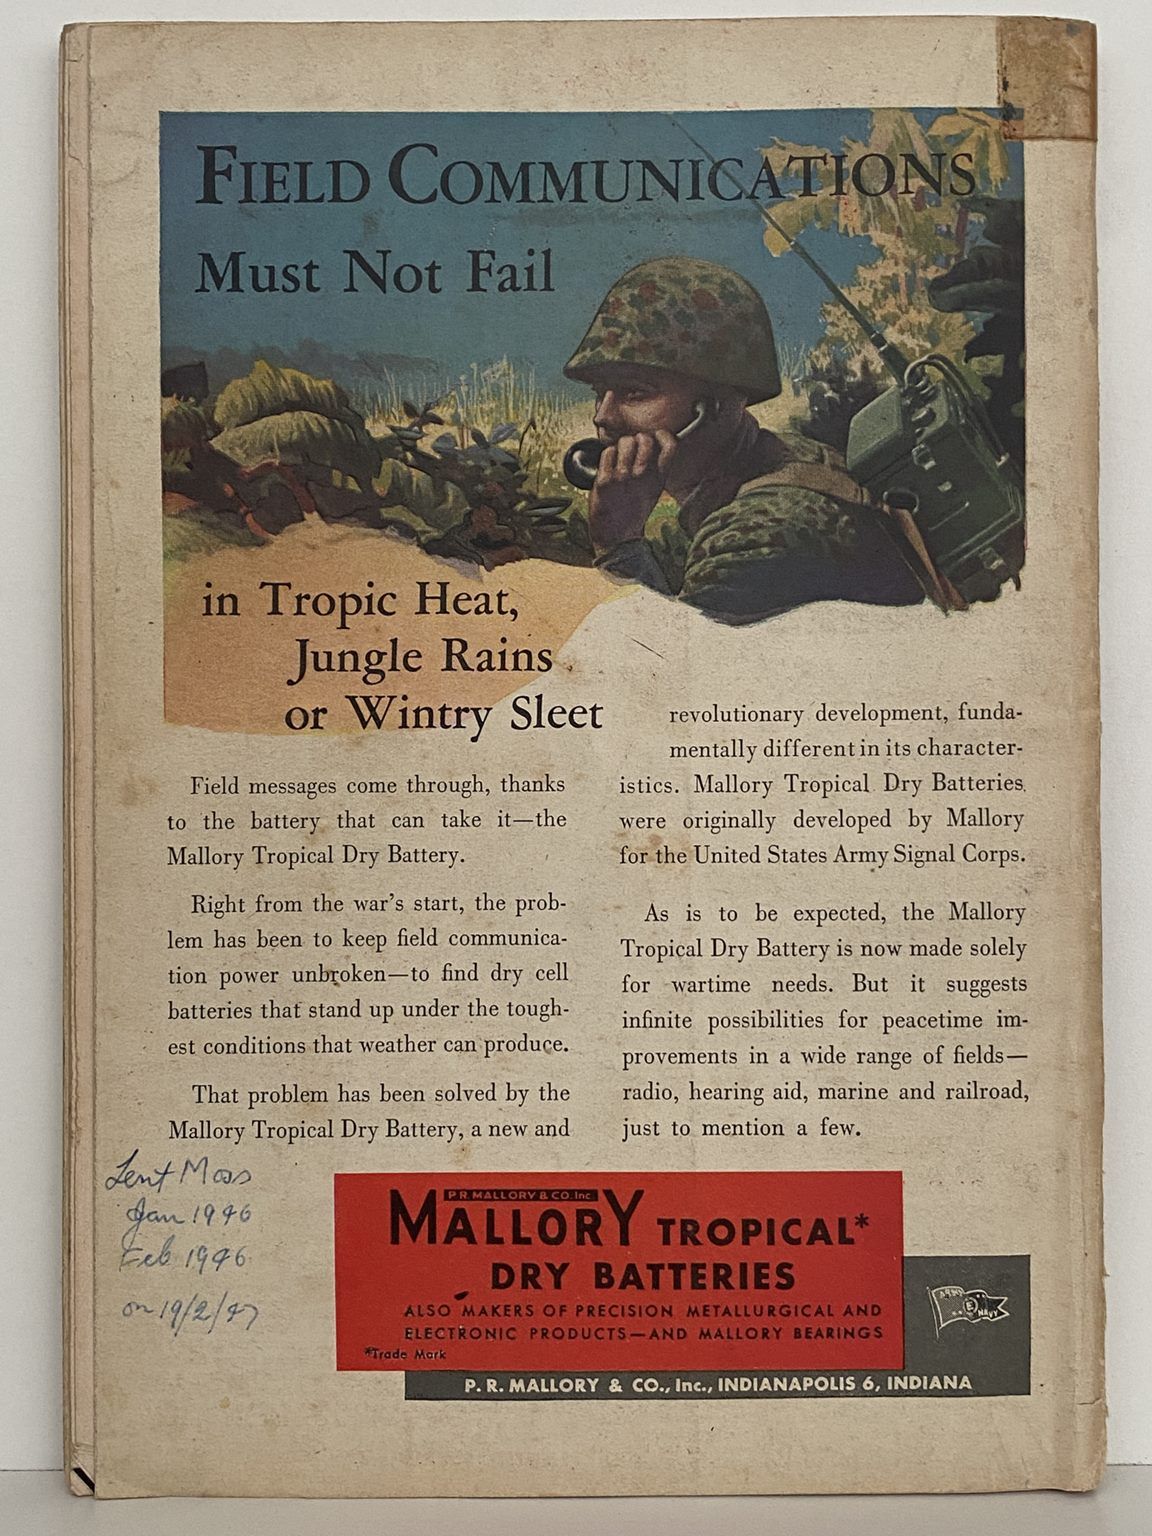 FIELD COMMUNICATIONS
Must Not Fail
in Tropic Heat,
Jungle Rains
or Wintry Sleet
Field messages come through, thanks
to the battery that can take it—the
Mallory Tropical Dry Battery.
Right from the war's start, the prob-
lem has been to keep field communica-
tion power unbroken—to find dry cell
batteries that stand up under the tough-
est conditions that weather can produce.
That problem has been solved by the
Mallory Tropical Dry Battery, a new and
revolutionary development, funda-
mentally different in its character-
istics. Mallory Tropical Dry Batteries
were originally developed by Mallory
for the United States Army Signal Corps.
As is to be expected, the Mallory
Tropical Dry Battery is now made solely
for wartime needs. But it suggests
infinite possibilities for peacetime im-
provements in a wide range of fields—
radio, hearing aid, marine and railroad,
just to mention a few.
Lent Moss
Jan 1946
Feb 1946
on 19/2/47
P.R. MALLORY & CO. Inc.
MALLORY TROPICAL*
DRY BATTERIES
ALSO MAKERS OF PRECISION METALLURGICAL AND
ELECTRONIC PRODUCTS—AND MALLORY BEARINGS
*Trade Mark
ARMY
E
NAVY
P. R. MALLORY & CO., Inc., INDIANAPOLIS 6, INDIANA